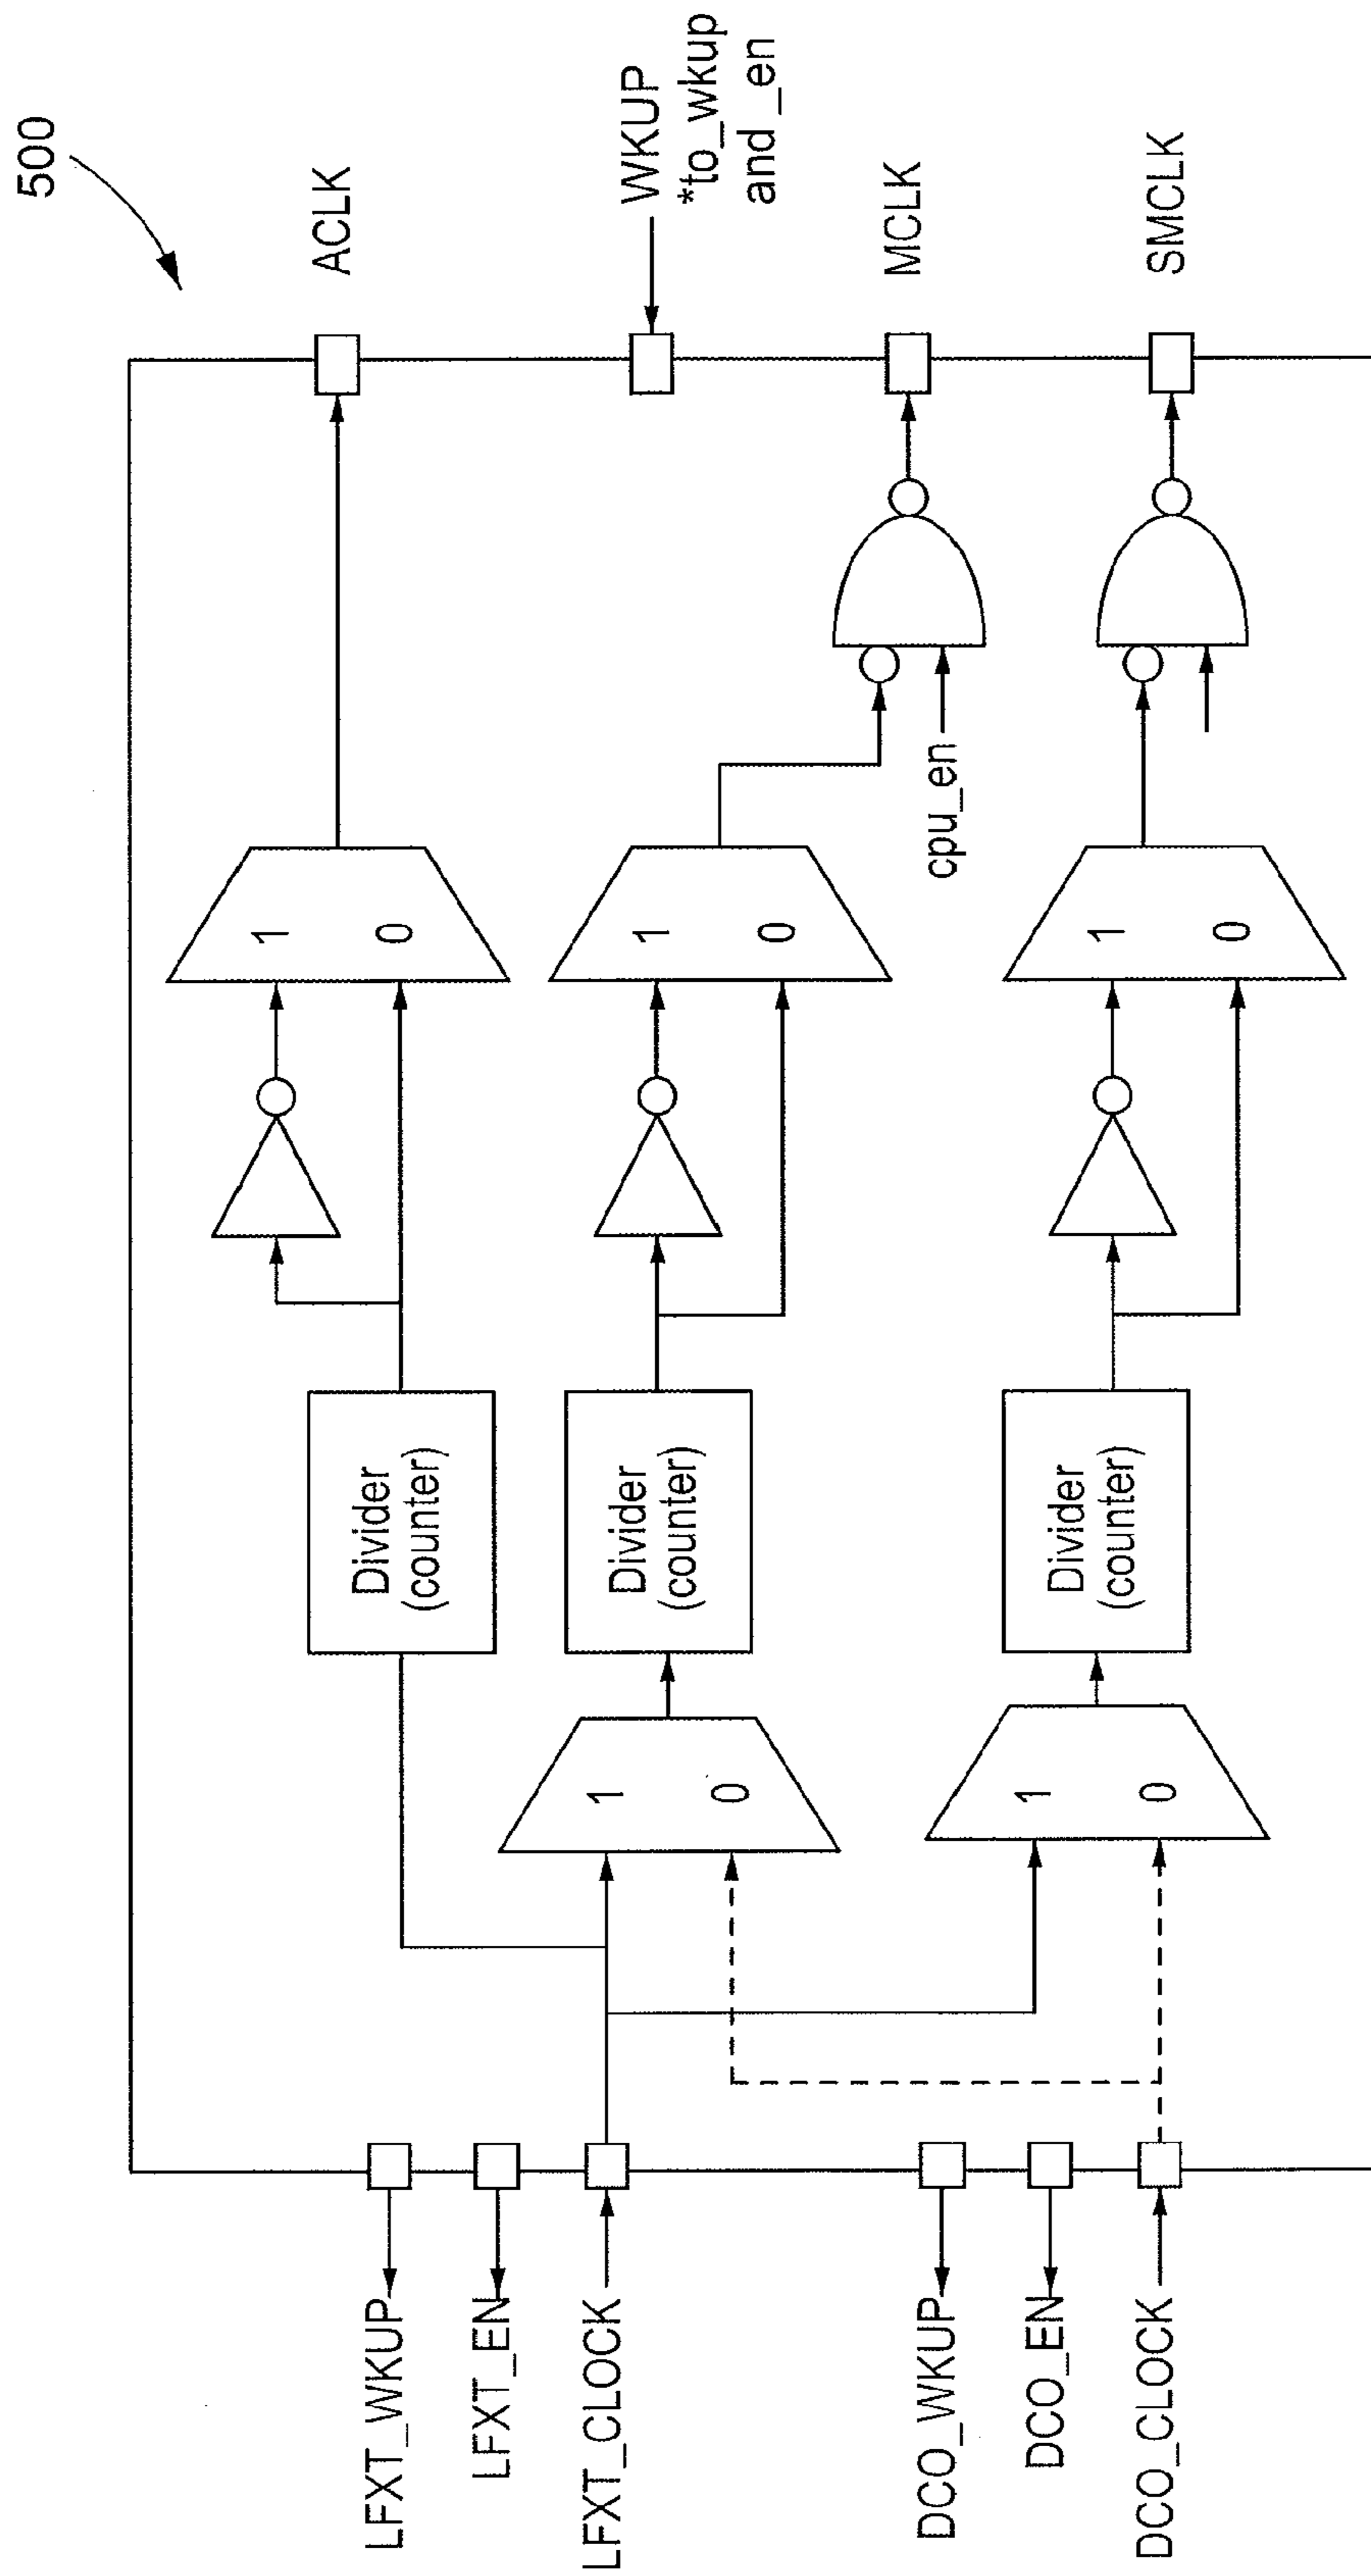 500
ACLK
WKUP
*to_wkup
and _en
MCLK
SMCLK
1
0
1
0
1
0
cpu_en
Divider
(counter)
Divider
(counter)
Divider
(counter)
1
0
1
0
LFXT_WKUP
LFXT_EN
LFXT_CLOCK
DCO_WKUP
DCO_EN
DCO_CLOCK